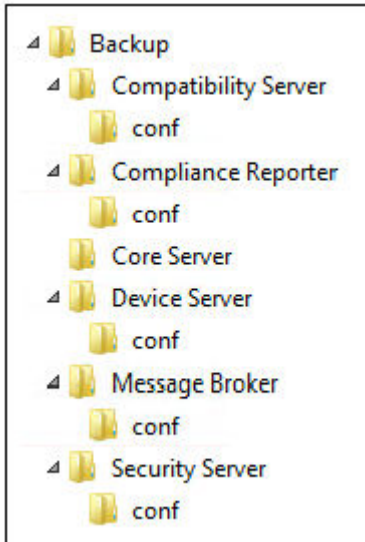 Backup
Compatibility Server
conf
Compliance Reporter
conf
Core Server
Device Server
conf
Message Broker
conf
Security Server
conf